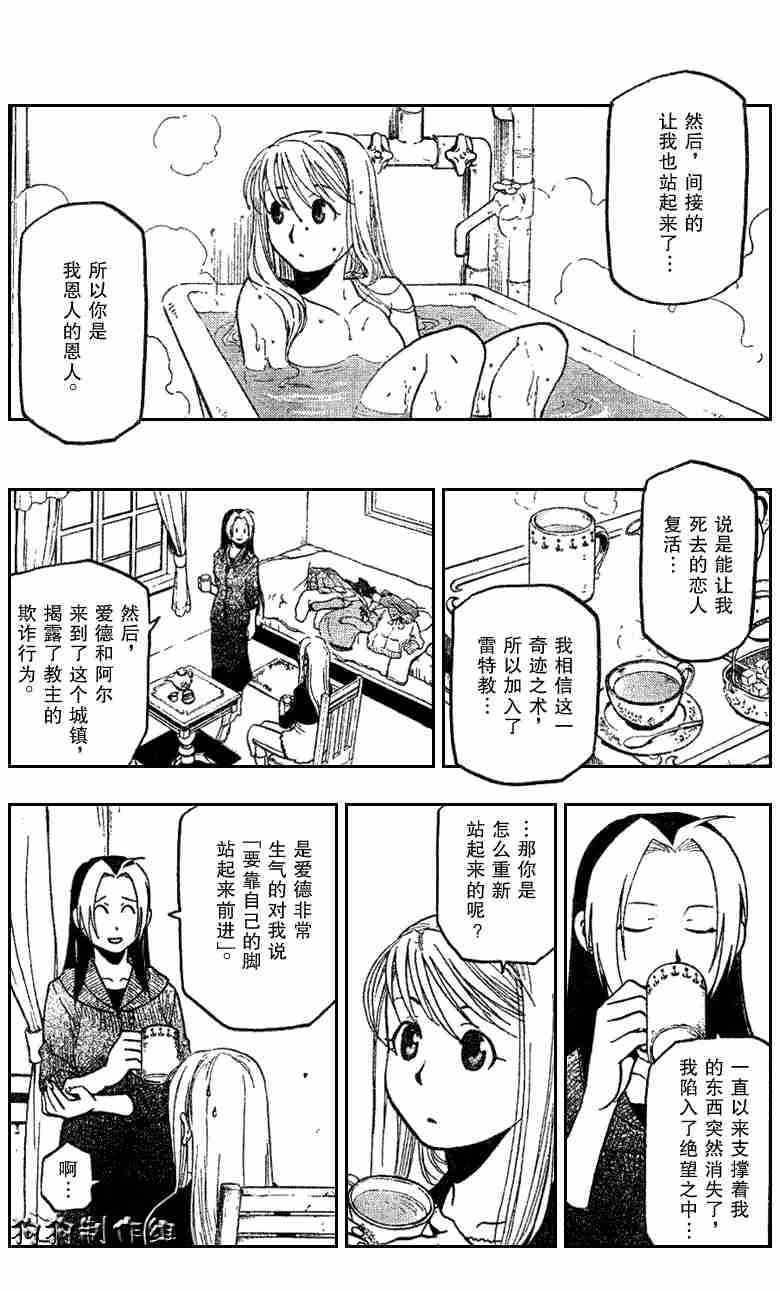 然后，间接的
让我也站起来了…
所以你是
我恩人的恩人。
说是能让我
死去的恋人
复活…
我相信这一
奇迹之术，
所以加入了
雷特教…
然后，
爱德和阿尔
来到了这个城镇，
揭露了教主的
欺诈行为。
一直以来支撑着我
的东西突然消失了，
我陷入了绝望之中…
…那你是
怎么重新
站起来的呢？
是爱德非常
生气的对我说
「要靠自己的脚
站起来前进」。
啊…
狗狗制作组